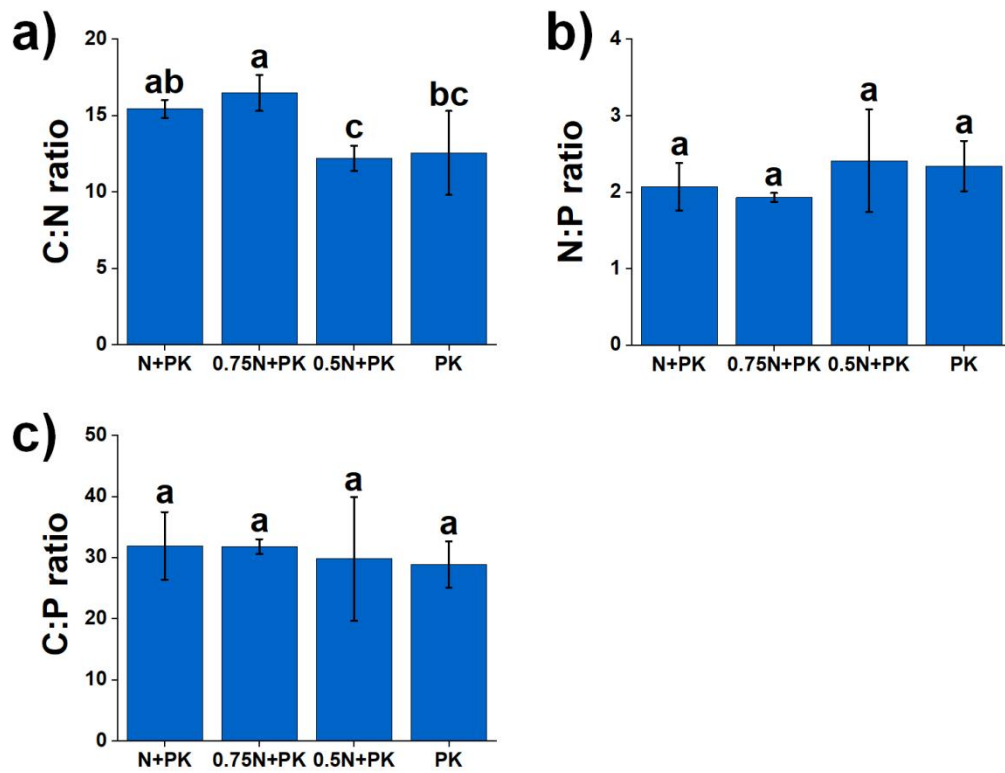 a)
C:N ratio
20
15
10
5
0
ab
a
c
bc
N+PK 0.75N+PK 0.5N+PK PK
b)
N:P ratio
4
3
2
1
0
a
a
a
a
N+PK 0.75N+PK 0.5N+PK PK
c)
C:P ratio
50
40
30
20
10
0
a
a
a
a
N+PK 0.75N+PK 0.5N+PK PK